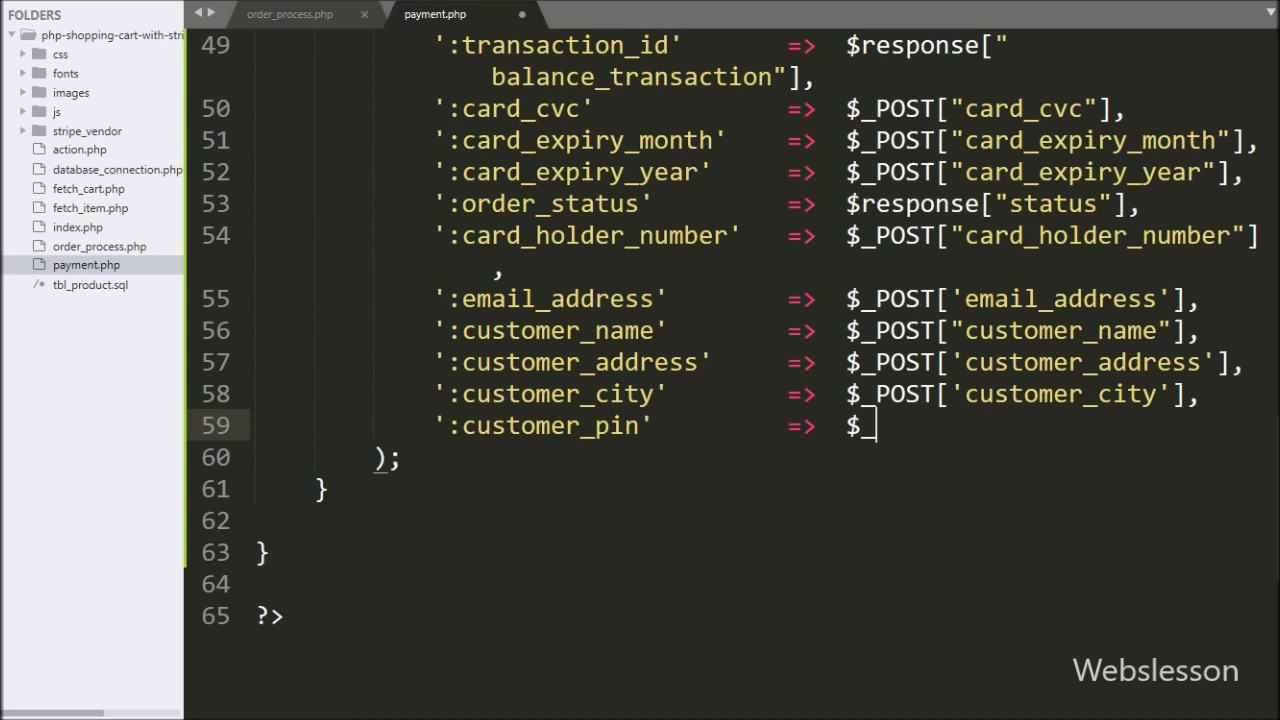 FOLDERS
php-shopping-cart-with-stri
css
fonts
images
js
stripe_vendor
action.php
database_connection.php
fetch_cart.php
fetch_item.php
index.php
order_process.php
payment.php
/* tbl_product.sql
order_process.php × payment.php
49 ':transaction_id' => $response["
balance_transaction"],
50 ':card_cvc' => $_POST["card_cvc"],
51 ':card_expiry_month' => $_POST["card_expiry_month"],
52 ':card_expiry_year' => $_POST["card_expiry_year"],
53 ':order_status' => $response["status"],
54 ':card_holder_number' => $_POST["card_holder_number"]
,
55 ':email_address' => $_POST['email_address'],
56 ':customer_name' => $_POST["customer_name"],
57 ':customer_address' => $_POST['customer_address'],
58 ':customer_city' => $_POST['customer_city'],
59 ':customer_pin' => $_
60 );
61 }
62
63 }
64
65 ?>
Webslesson